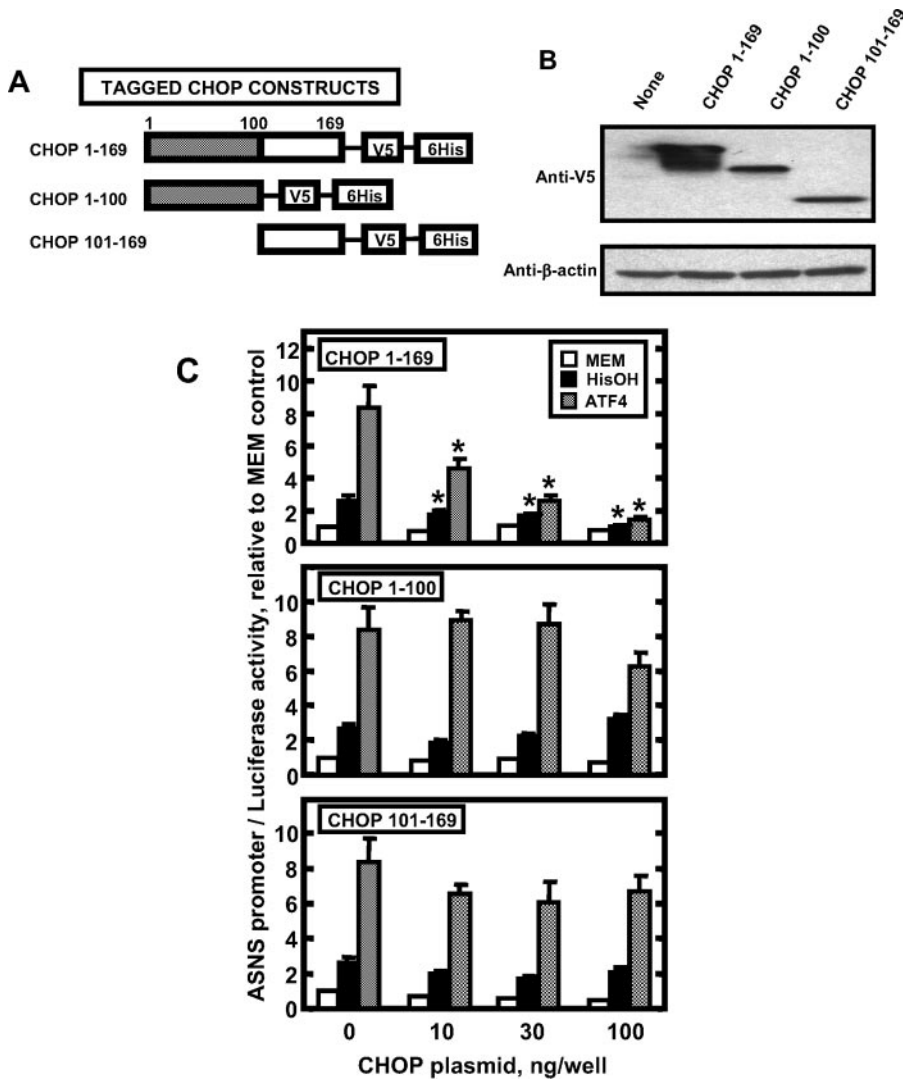 A
TAGGED CHOP CONSTRUCTS
1 100 169
CHOP 1-169 V5 6His
CHOP 1-100 V5 6His
CHOP 101-169 V5 6His
B
None CHOP 1-169 CHOP 1-100 CHOP 101-169
Anti-V5
Anti-β-actin
C
ASNS promoter / Luciferase activity, relative to MEM control
CHOP 1-169
MEM
HisOH
ATF4
12
10
8
6
4
2
0
* * * * * *
CHOP 1-100
10
8
6
4
2
0
CHOP 101-169
10
8
6
4
2
0
0 10 30 100
CHOP plasmid, ng/well